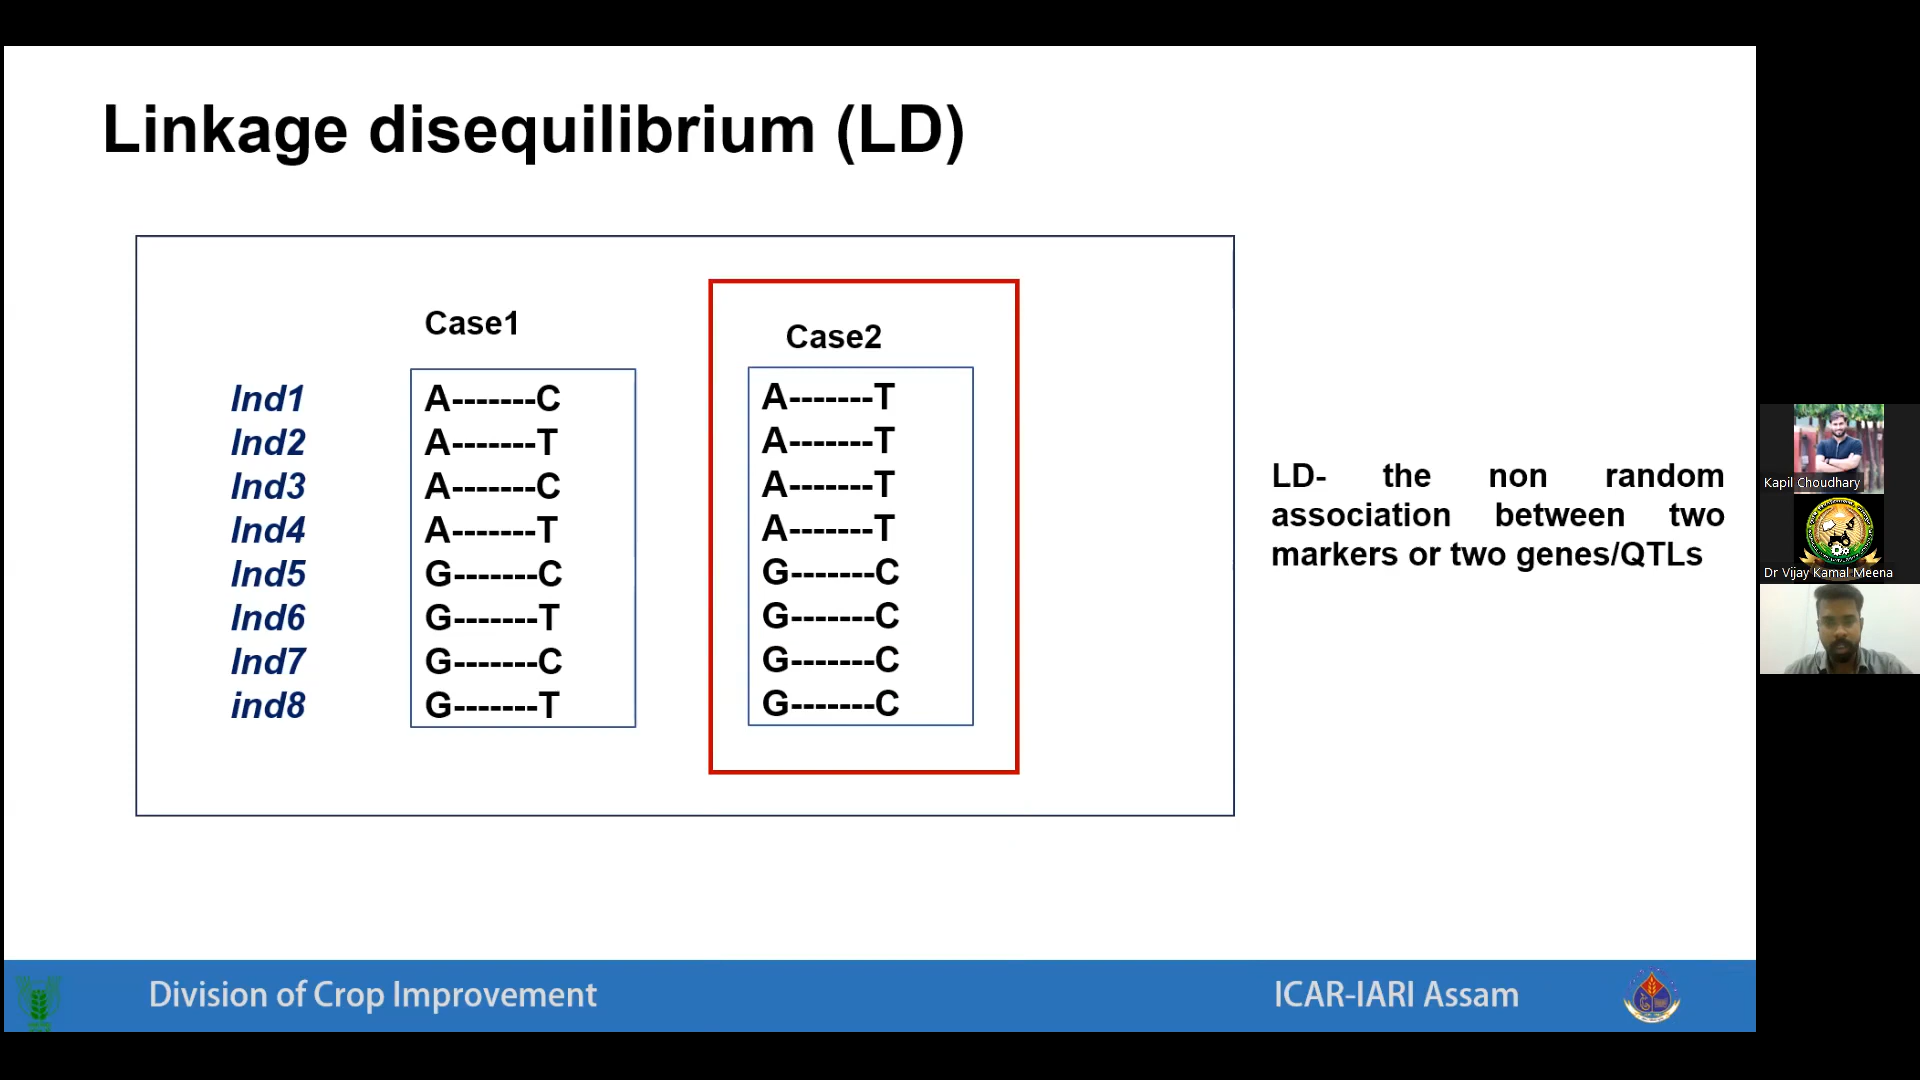 Linkage disequilibrium (LD)
Case1
Case2
Ind1 A-------C A-------T
Ind2 A-------T A-------T
Ind3 A-------C A-------T
Ind4 A-------T A-------T
Ind5 G-------C G-------C
Ind6 G-------T G-------C
Ind7 G-------C G-------C
ind8 G-------T G-------C
LD- the non random
association between two
markers or two genes/QTLs
Kapil Choudhary
Dr Vijay Kamal Meena
Division of Crop Improvement
ICAR-IARI Assam